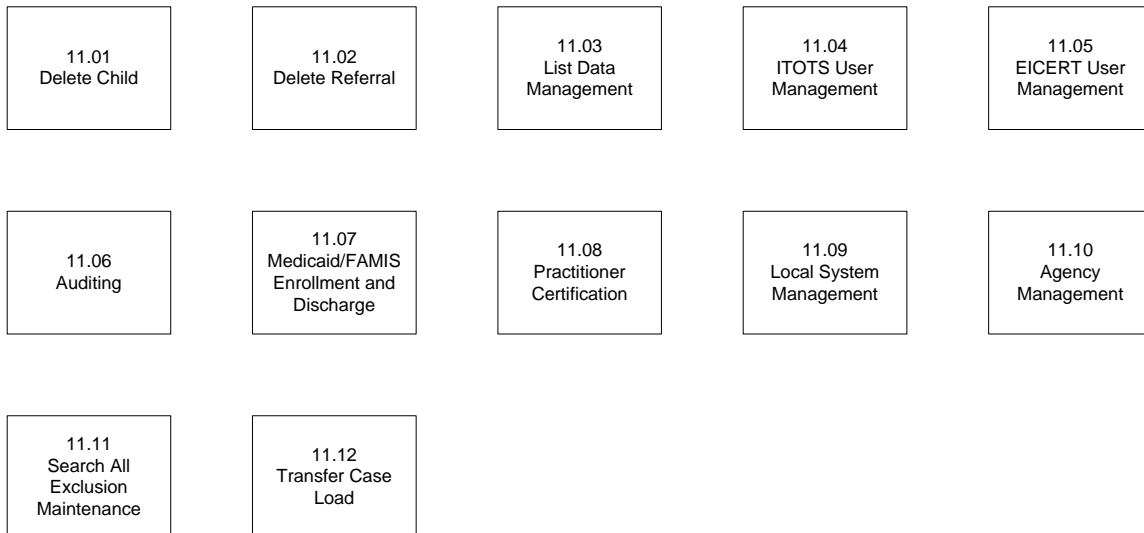 11.01
Delete Child
11.02
Delete Referral
11.03
List Data
Management
11.04
ITOTS User
Management
11.05
EICERT User
Management
11.06
Auditing
11.07
Medicaid/FAMIS
Enrollment and
Discharge
11.08
Practitioner
Certification
11.09
Local System
Management
11.10
Agency
Management
11.11
Search All
Exclusion
Maintenance
11.12
Transfer Case
Load